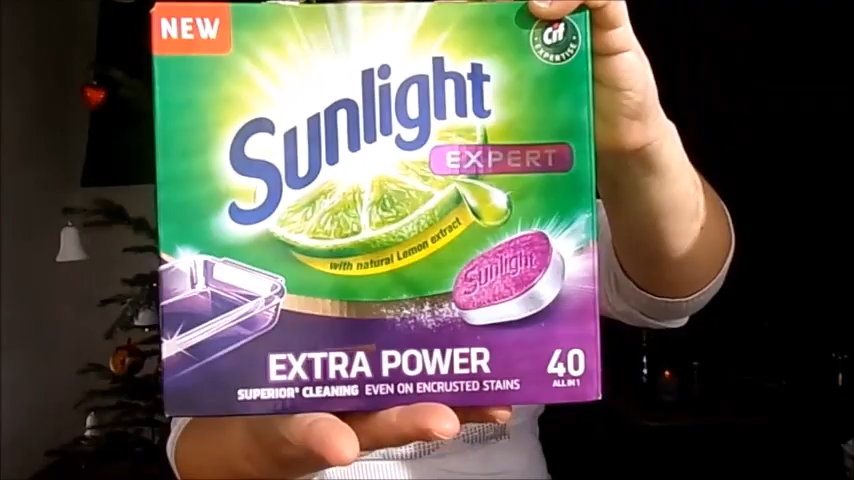 NEW
Cif
EXPERTISE
Sunlight
EXPERT
with natural Lemon extract
Sunlight
EXTRA POWER
SUPERIOR* CLEANING EVEN ON ENCRUSTED STAINS
40
ALL IN 1